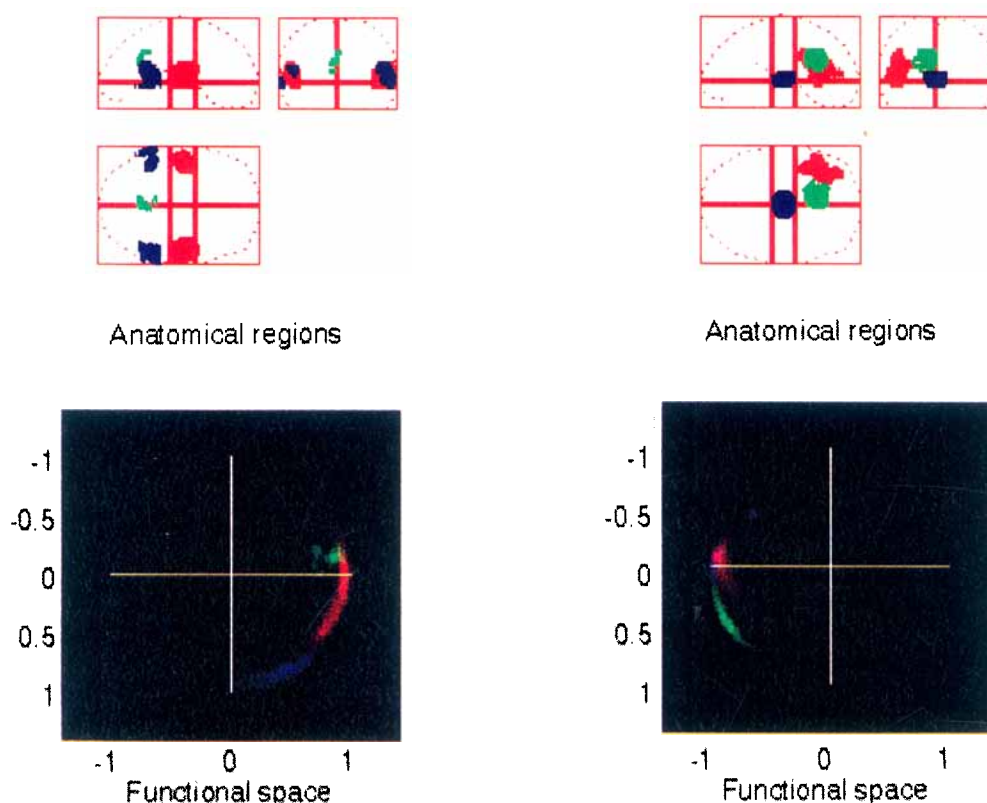 Anatomical regions
Anatomical regions
-1
-0.5
0
0.5
1
-1 0 1
Functional space
-1
-0.5
0
0.5
1
-1 0 1
Functional space